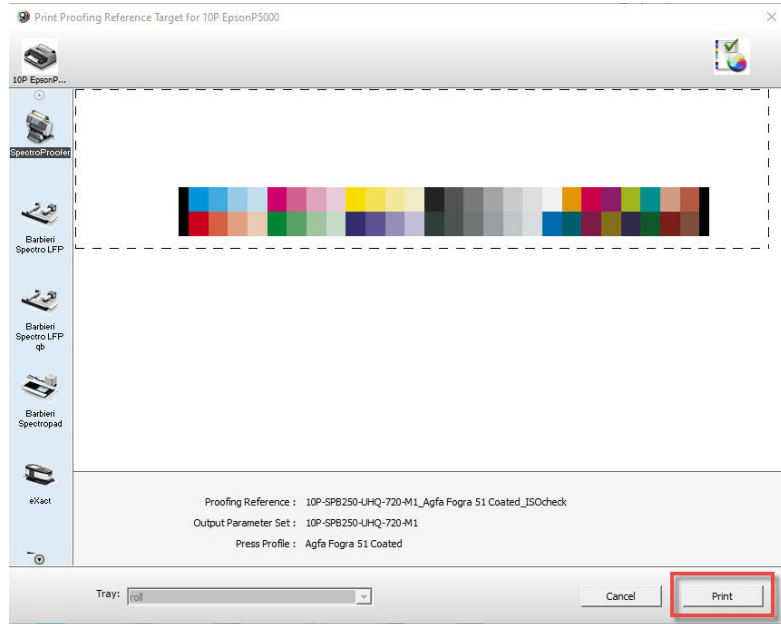 Print Proofing Reference Target for 10P EpsonP5000
10P EpsonP...
SpectroProofer
Barbieri
Spectro LFP
Barbieri
Spectro LFP
qb
Barbieri
Spectropad
eXact
Proofing Reference : 10P-SPB250-UHQ-720-M1_Agfa Fogra 51 Coated_ISOcheck
Output Parameter Set : 10P-SPB250-UHQ-720-M1
Press Profile : Agfa Fogra 51 Coated
Tray: roll
Cancel
Print